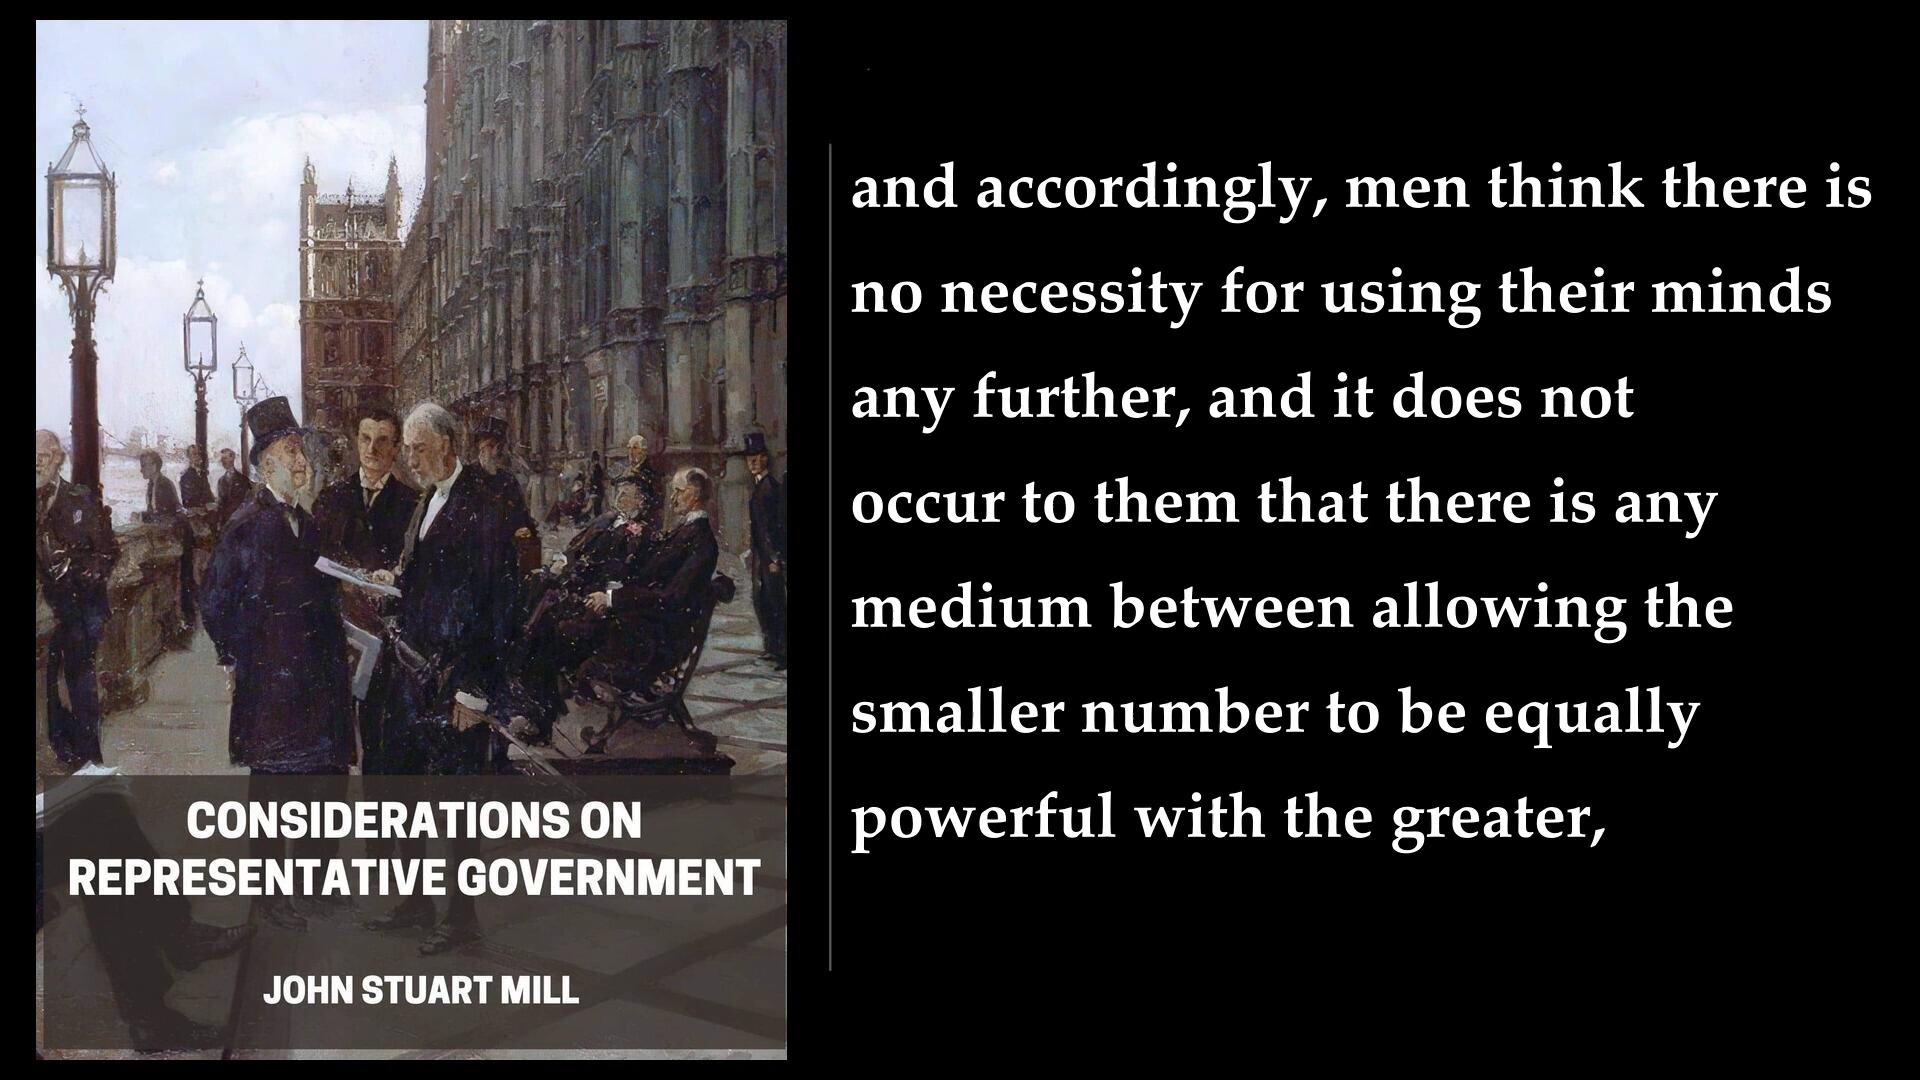 CONSIDERATIONS ON
REPRESENTATIVE GOVERNMENT
JOHN STUART MILL
and accordingly, men think there is
no necessity for using their minds
any further, and it does not
occur to them that there is any
medium between allowing the
smaller number to be equally
powerful with the greater,